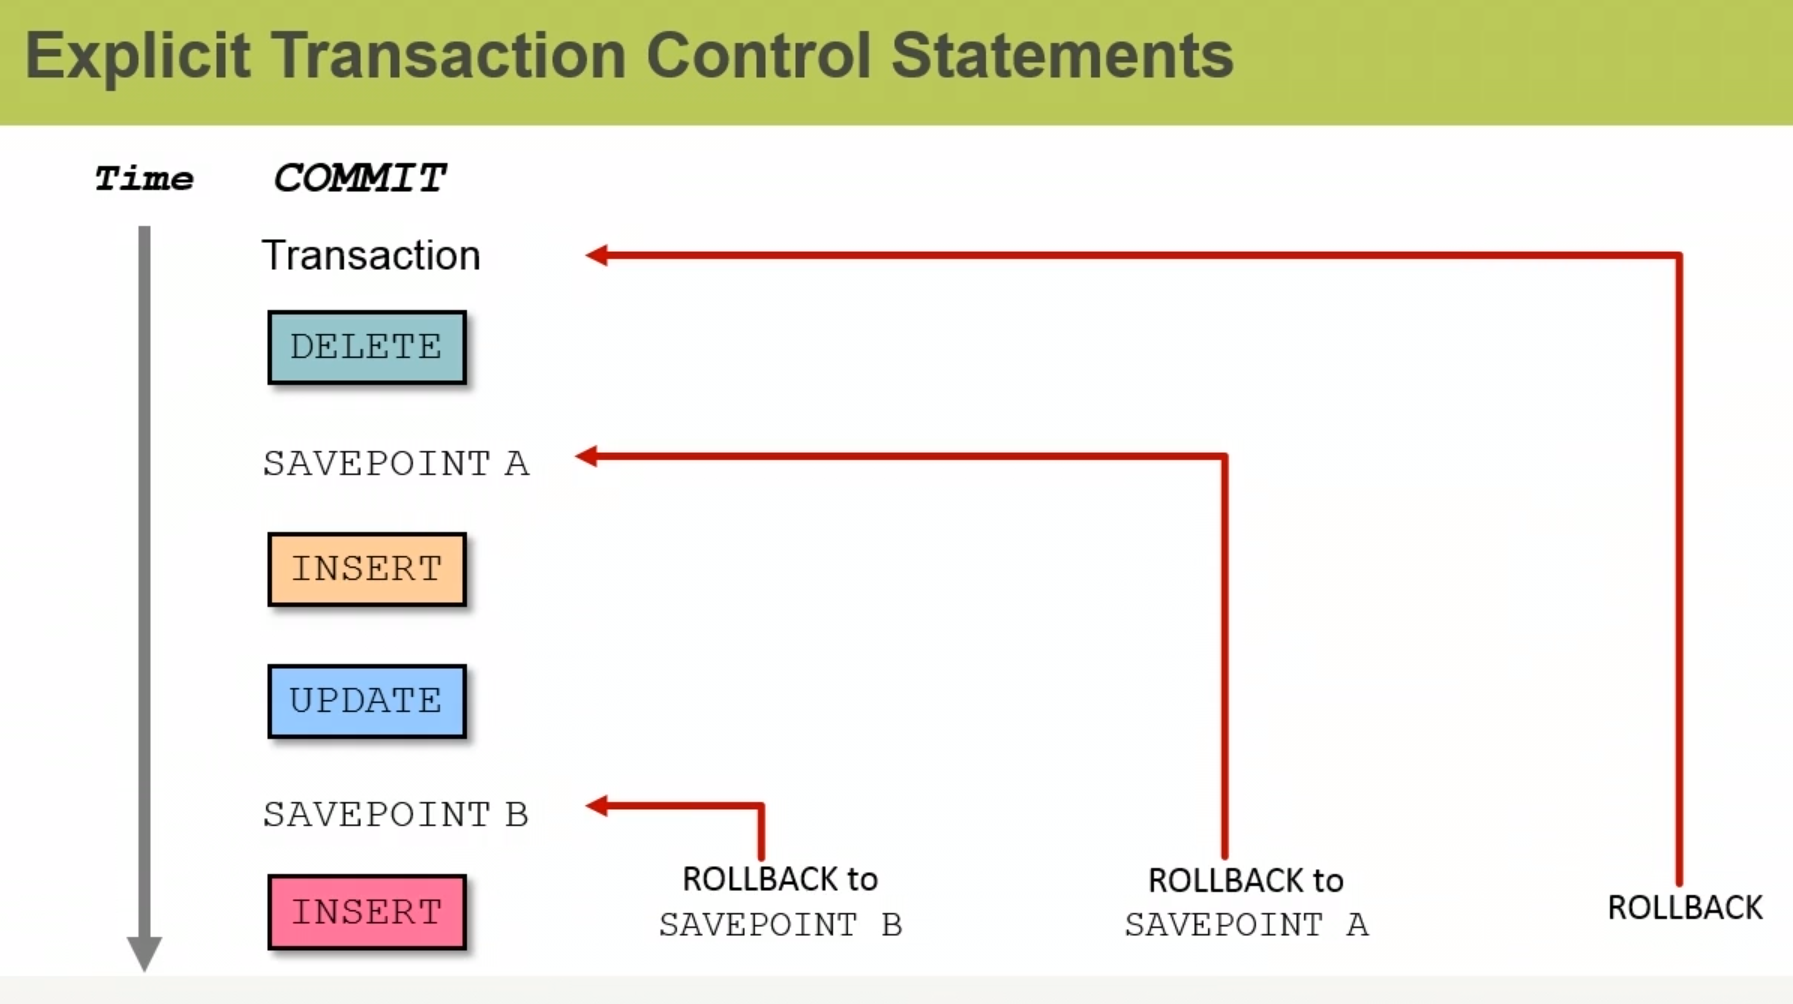 Explicit Transaction Control Statements
Time COMMIT
Transaction
DELETE
SAVEPOINT A
INSERT
UPDATE
SAVEPOINT B
INSERT
ROLLBACK to
SAVEPOINT B
ROLLBACK to
SAVEPOINT A
ROLLBACK